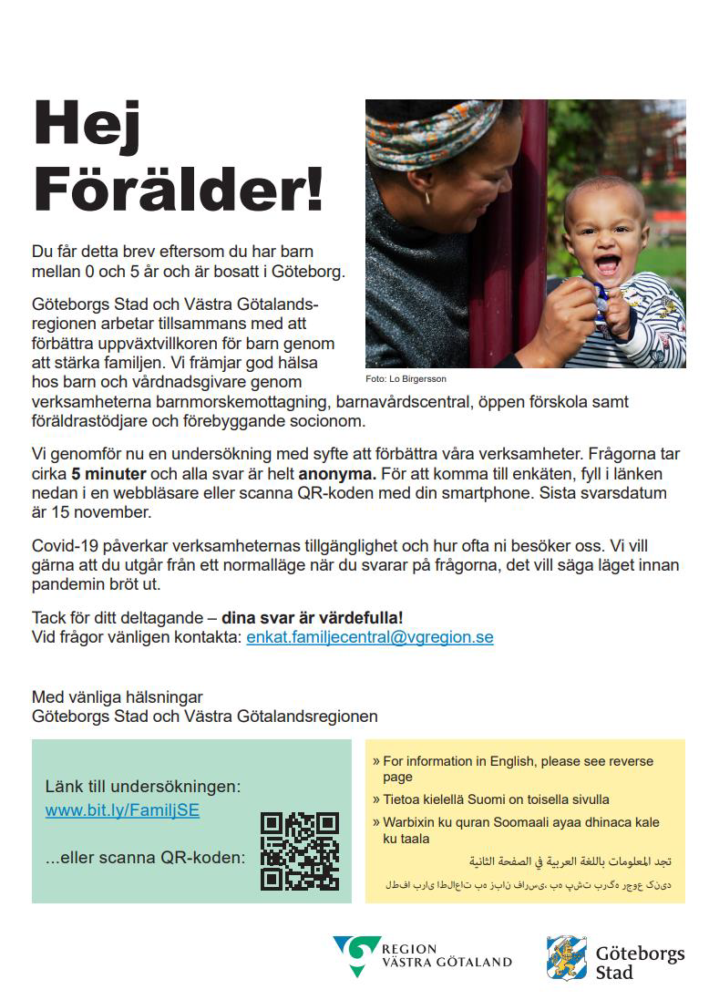 Hej
Förälder!
Du får detta brev eftersom du har barn
mellan 0 och 5 år och är bosatt i Göteborg.
Göteborgs Stad och Västra Götalands-
regionen arbetar tillsammans med att
förbättra uppväxtvillkoren för barn genom
att stärka familjen. Vi främjar god hälsa
hos barn och vårdnadsgivare genom
verksamheterna barnmorskemottagning, barnavårdscentral, öppen förskola samt
föräldrastödjare och förebyggande socionom.
Foto: Lo Birgersson
Vi genomför nu en undersökning med syfte att förbättra våra verksamheter. Frågorna tar
cirka 5 minuter och alla svar är helt anonyma. För att komma till enkäten, fyll i länken
nedan i en webbläsare eller scanna QR-koden med din smartphone. Sista svarsdatum
är 15 november.
Covid-19 påverkar verksamheternas tillgänglighet och hur ofta ni besöker oss. Vi vill
gärna att du utgår från ett normalläge när du svarar på frågorna, det vill säga läget innan
pandemin bröt ut.
Tack för ditt deltagande – dina svar är värdefulla!
Vid frågor vänligen kontakta: enkat.familjecentral@vgregion.se
Med vänliga hälsningar
Göteborgs Stad och Västra Götalandsregionen
Länk till undersökningen:
www.bit.ly/FamiljSE
...eller scanna QR-koden:
» For information in English, please see reverse
page
» Tietoa kielellä Suomi on toisella sivulla
» Warbixin ku quran Soomaali ayaa dhinaca kale
ku taala
تجد المعلومات باللغة العربية في الصفحة الثانية
دینک عوجر هگرب تشپ هب ،یسراف نابز هب تاعالطا یارب افطل
REGION
VÄSTRA GÖTALAND
Göteborgs
Stad